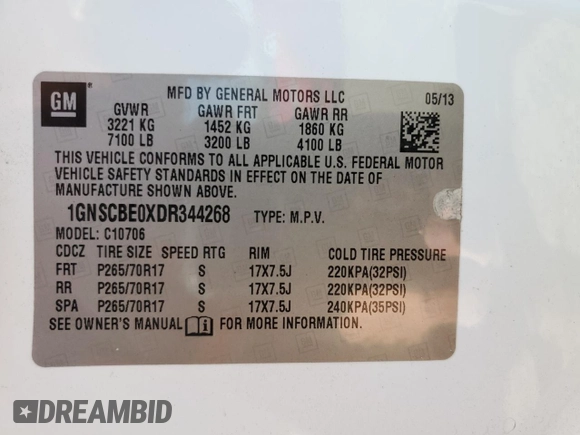 GM
MFD BY GENERAL MOTORS LLC 05/13
GVWR GAWR FRT GAWR RR
3221 KG 1452 KG 1860 KG
7100 LB 3200 LB 4100 LB
THIS VEHICLE CONFORMS TO ALL APPLICABLE U.S. FEDERAL MOTOR
VEHICLE SAFETY STANDARDS IN EFFECT ON THE DATE OF
MANUFACTURE SHOWN ABOVE.
1GNSCBE0XDR344268 TYPE: M.P.V.
MODEL: C10706
CDCZ TIRE SIZE SPEED RTG RIM COLD TIRE PRESSURE
FRT P265/70R17 S 17X7.5J 220KPA(32PSI)
RR P265/70R17 S 17X7.5J 220KPA(32PSI)
SPA P265/70R17 S 17X7.5J 240KPA(35PSI)
SEE OWNER'S MANUAL FOR MORE INFORMATION.
DREAMBID